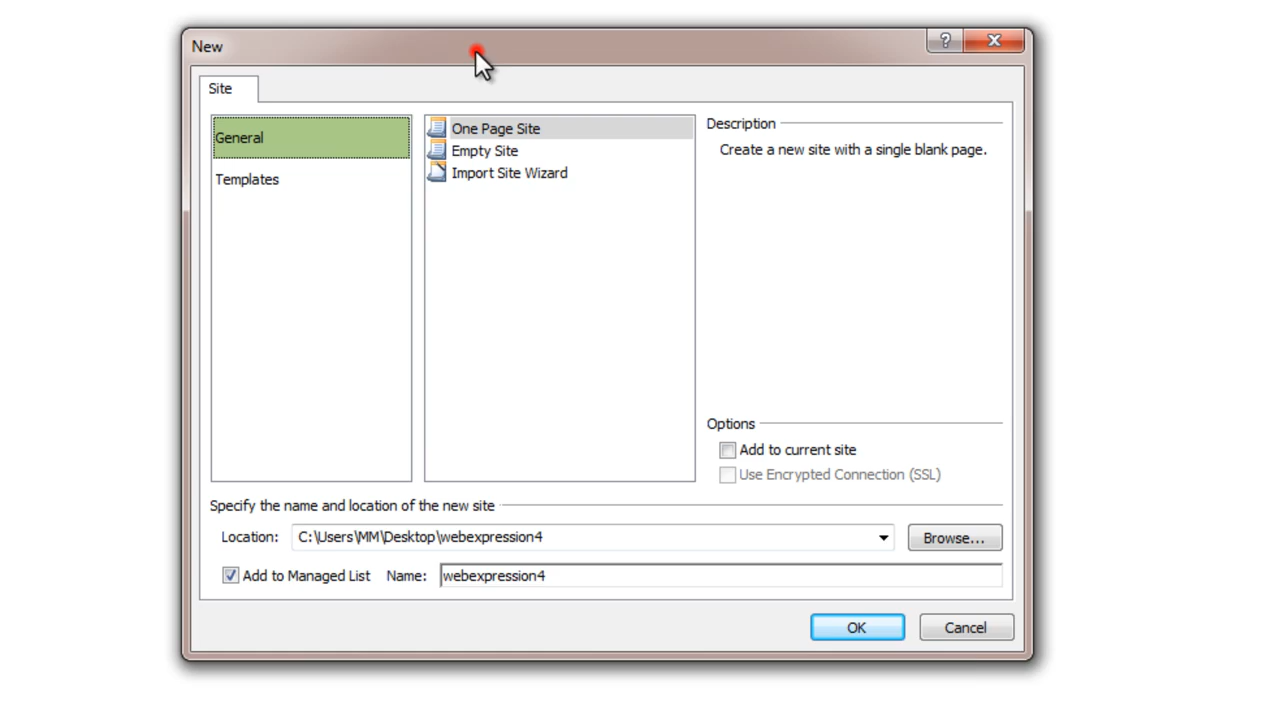 New
?
Site
General
Templates
One Page Site
Empty Site
Import Site Wizard
Description
Create a new site with a single blank page.
Options
Add to current site
Use Encrypted Connection (SSL)
Specify the name and location of the new site
Location: C:\Users\MM\Desktop\webexpression4 Browse...
Add to Managed List Name: webexpression4
OK Cancel